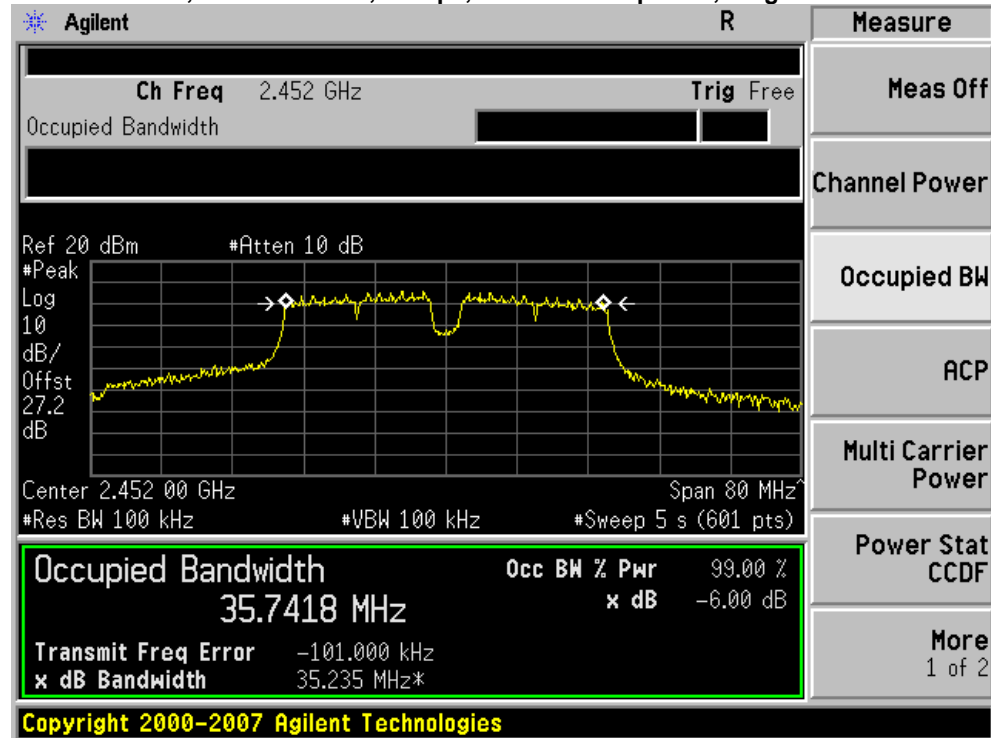 Agilent R Measure
Ch Freq 2.452 GHz Trig Free
Occupied Bandwidth
Meas Off
Channel Power
Occupied BW
ACP
Multi Carrier
Power
Power Stat
CCDF
More
1 of 2
Ref 20 dBm #Atten 10 dB
#Peak
Log
10
dB/
Offst
27.2
dB
Center 2.452 00 GHz Span 80 MHz^
#Res BW 100 kHz #VBW 100 kHz #Sweep 5 s (601 pts)
Occupied Bandwidth Occ BW % Pwr 99.00 %
35.7418 MHz x dB -6.00 dB
Transmit Freq Error -101.000 kHz
x dB Bandwidth 35.235 MHz*
Copyright 2000-2007 Agilent Technologies